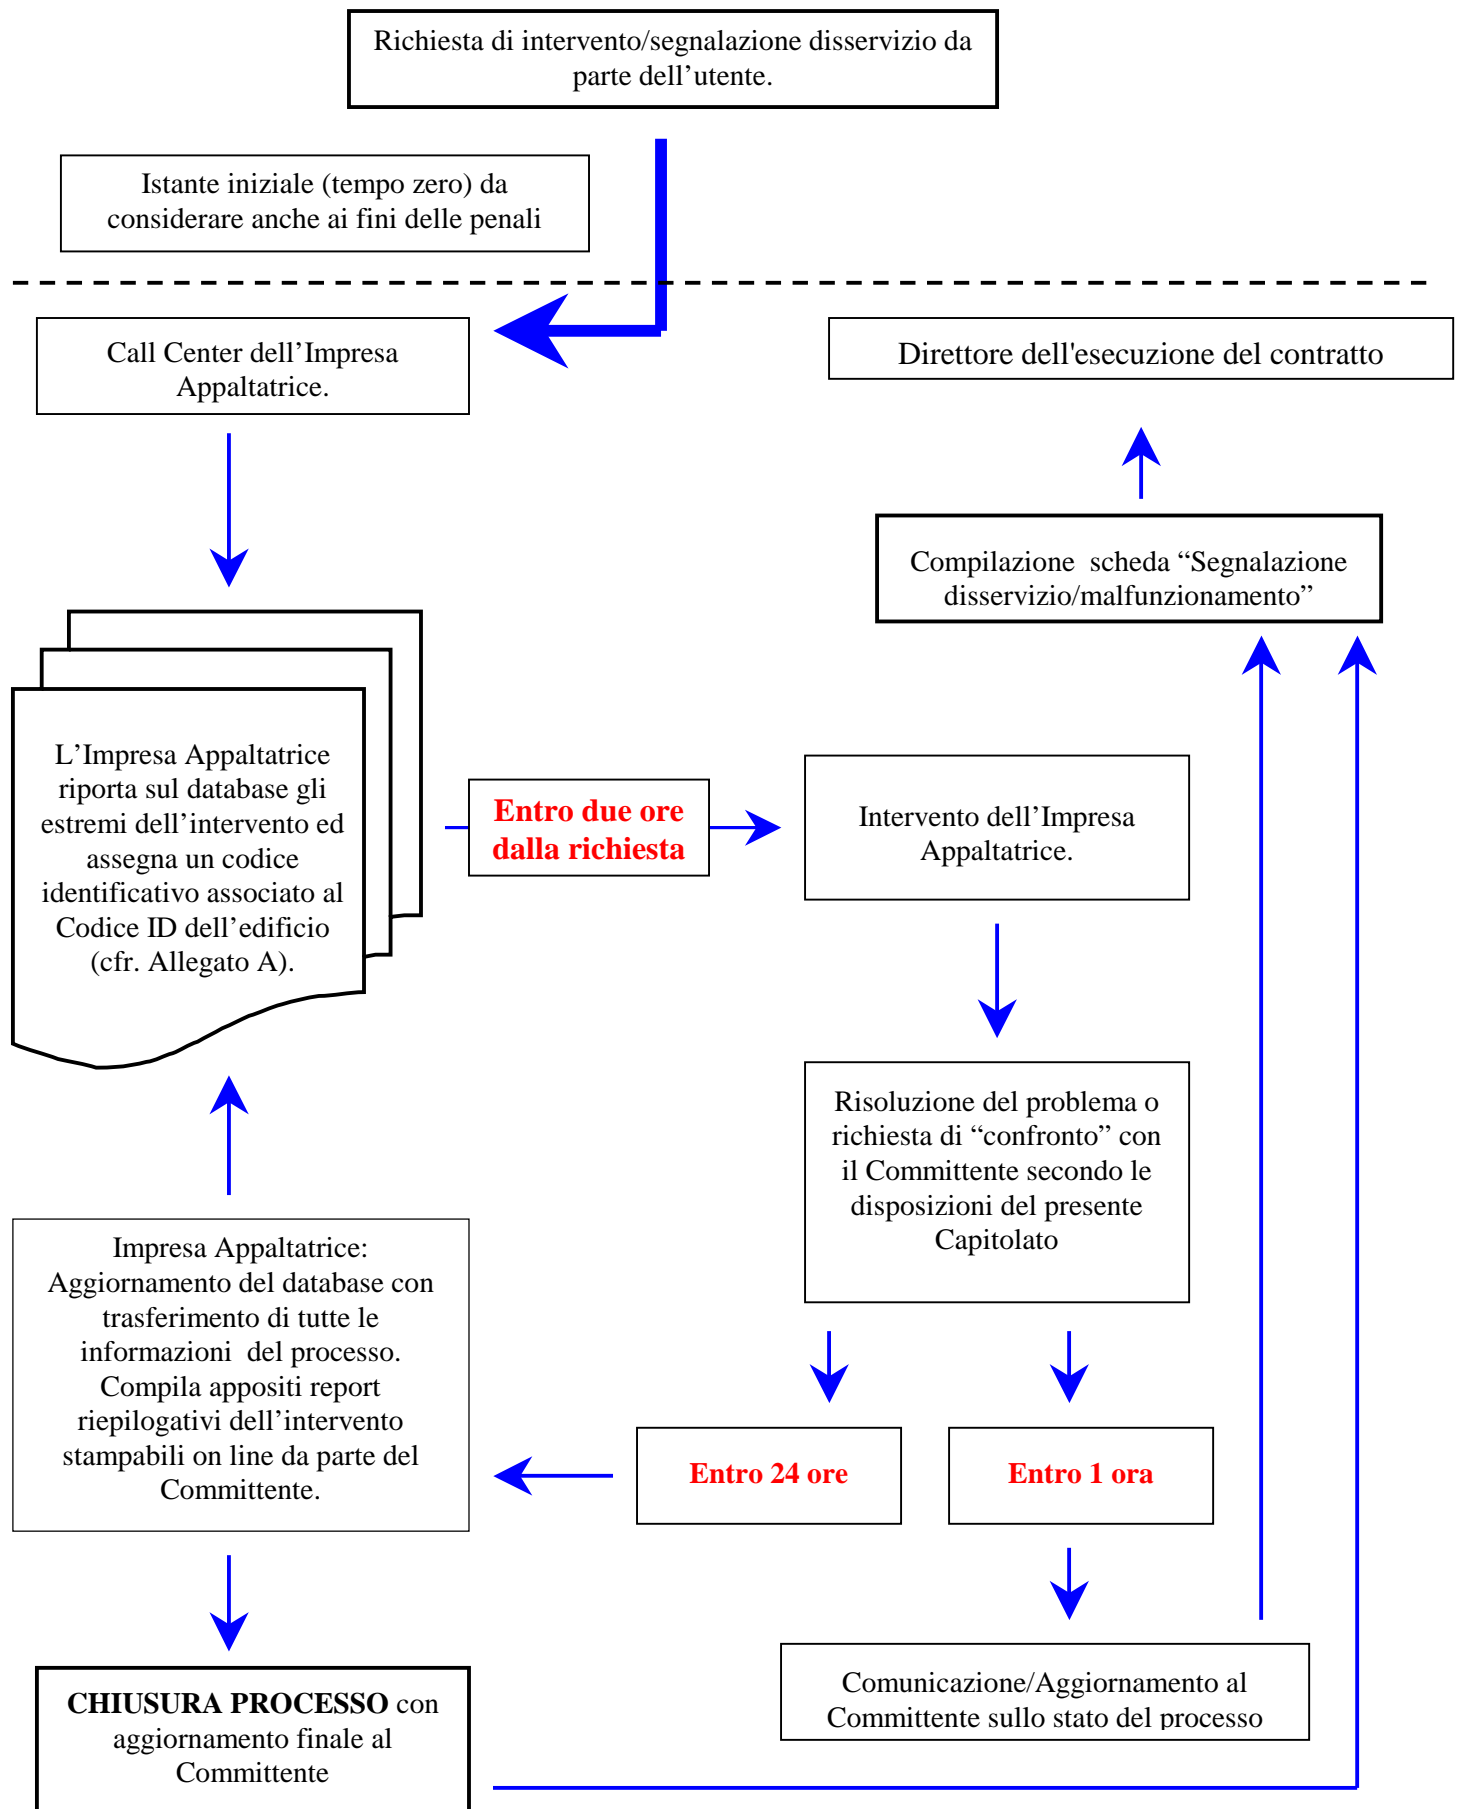 Richiesta di intervento/segnalazione disservizio da
parte dell’utente.
Istante iniziale (tempo zero) da
considerare anche ai fini delle penali
Call Center dell’Impresa
Appaltatrice.
Direttore dell'esecuzione del contratto
Compilazione  scheda “Segnalazione
disservizio/malfunzionamento”
L’Impresa Appaltatrice
riporta sul database gli
estremi dell’intervento ed
assegna un codice
identificativo associato al
Codice ID dell’edificio
(cfr. Allegato A).
Entro due ore
dalla richiesta
Intervento dell’Impresa
Appaltatrice.
Risoluzione del problema o
richiesta di “confronto” con
il Committente secondo le
disposizioni del presente
Capitolato
Impresa Appaltatrice:
Aggiornamento del database con
trasferimento di tutte le
informazioni  del processo.
Compila appositi report
riepilogativi dell’intervento
stampabili on line da parte del
Committente.
Entro 24 ore
Entro 1 ora
Comunicazione/Aggiornamento al
Committente sullo stato del processo
CHIUSURA PROCESSO con
aggiornamento finale al
Committente